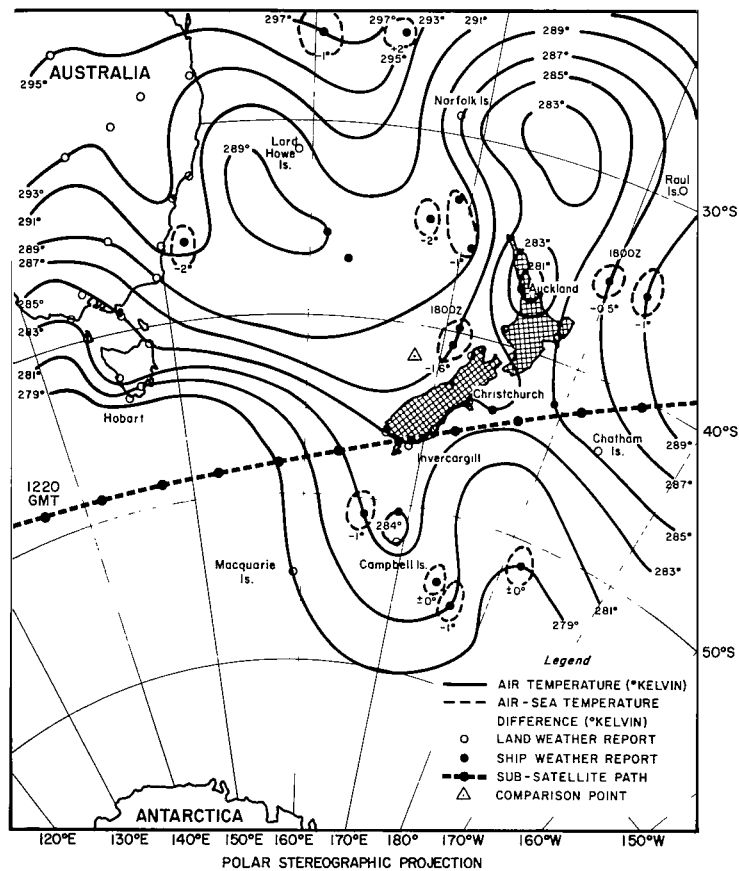 297°
297°
293°
291°
289°
287°
285°
283°
-1°
+2°
295°
AUSTRALIA
295°
Norfolk Is.
Lord
Howe
Is.
289°
Raul
Is.
293°
291°
289°
287°
285°
283°
281°
279°
30°S
-2°
-2°
-1°
283°
281°
Auckland
1800Z
-0.5°
-1°
1800Z
-1.6°
Hobart
Christchurch
Invercargill
Chatham
Is.
40°S
289°
287°
285°
283°
281°
279°
1220
GMT
-1°
284°
Macquarie
Is.
Campbell Is.
±0°
-1°
±0°
50°S
Legend
AIR TEMPERATURE (°KELVIN)
AIR-SEA TEMPERATURE
DIFFERENCE (°KELVIN)
LAND WEATHER REPORT
SHIP WEATHER REPORT
SUB-SATELLITE PATH
COMPARISON POINT
ANTARCTICA
120°E 130°E 140°E 150°E 160°E 170°E 180° 170°W 160°W 150°W
POLAR STEREOGRAPHIC PROJECTION